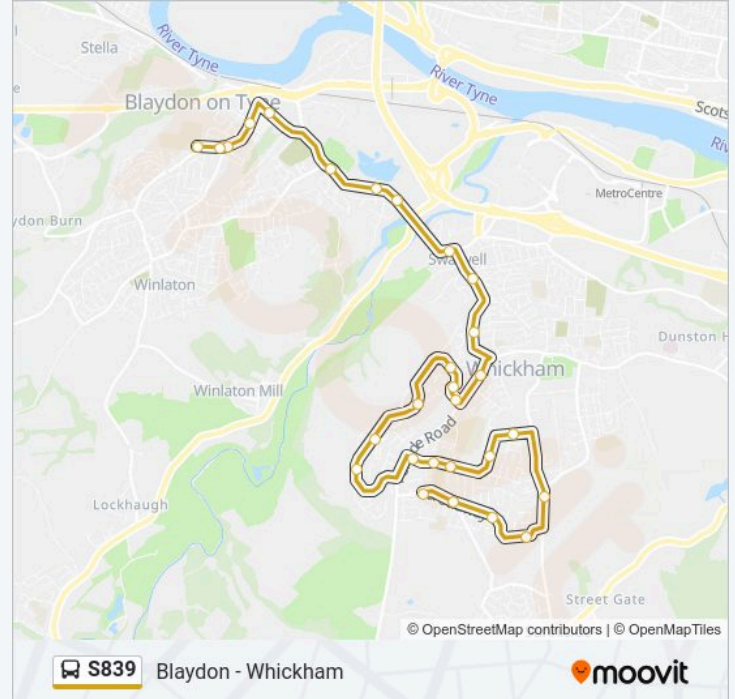 Stella
River Tyne
River Tyne
Blaydon on Tyne
Scots
MetroCentre
ydon Burn
Swalwell
Winlaton
Dunston H
Whickham
Winlaton Mill
de Road
Lockhaugh
Street Gate
© OpenStreetMap contributors | © OpenMapTiles
S839 Blaydon - Whickham
moovit